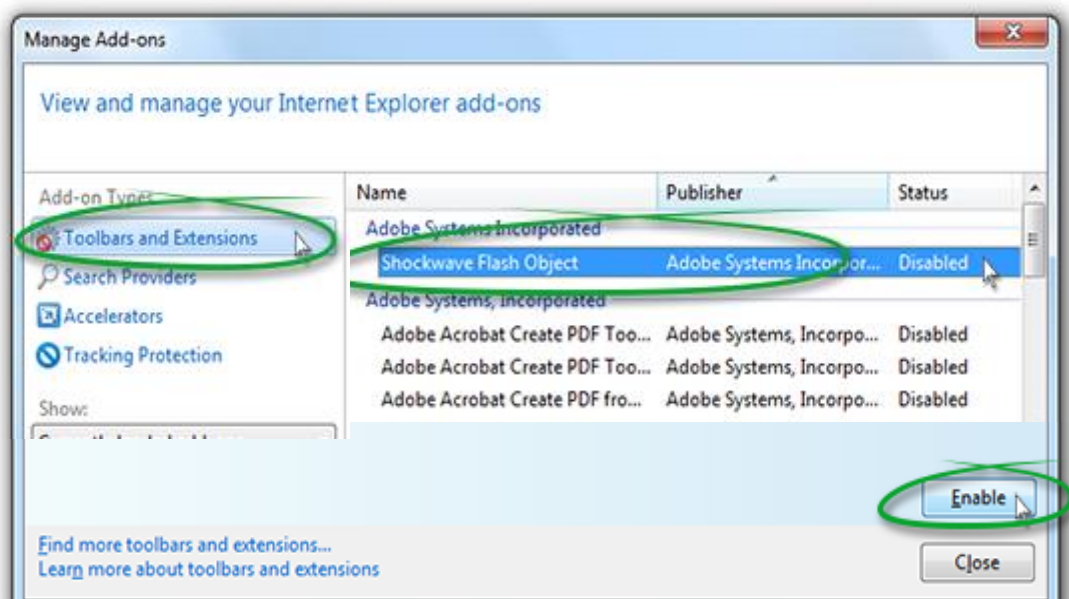 Manage Add-ons
View and manage your Internet Explorer add-ons
Add-on Types
Toolbars and Extensions
Search Providers
Accelerators
Tracking Protection
Show:
Name Publisher Status
Adobe Systems Incorporated
Shockwave Flash Object Adobe Systems Incorpor... Disabled
Adobe Systems, Incorporated
Adobe Acrobat Create PDF Too... Adobe Systems, Incorpo... Disabled
Adobe Acrobat Create PDF Too... Adobe Systems, Incorpo... Disabled
Adobe Acrobat Create PDF fro... Adobe Systems, Incorpo... Disabled
Enable
Find more toolbars and extensions...
Learn more about toolbars and extensions
Close